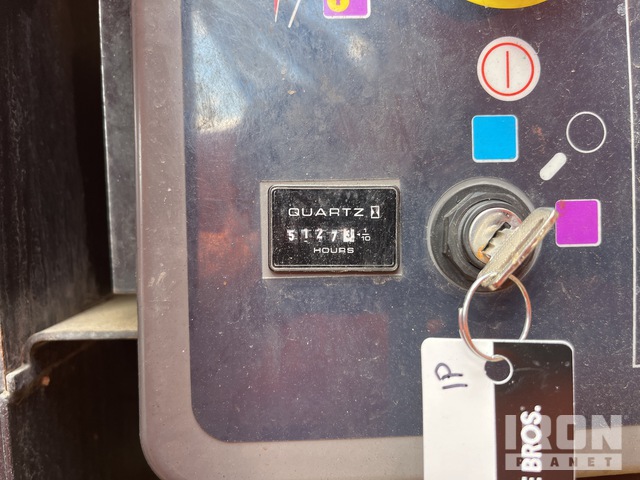 QUARTZ
5127 1/10
HOURS
1P
E BROS.
IRON
PLANET